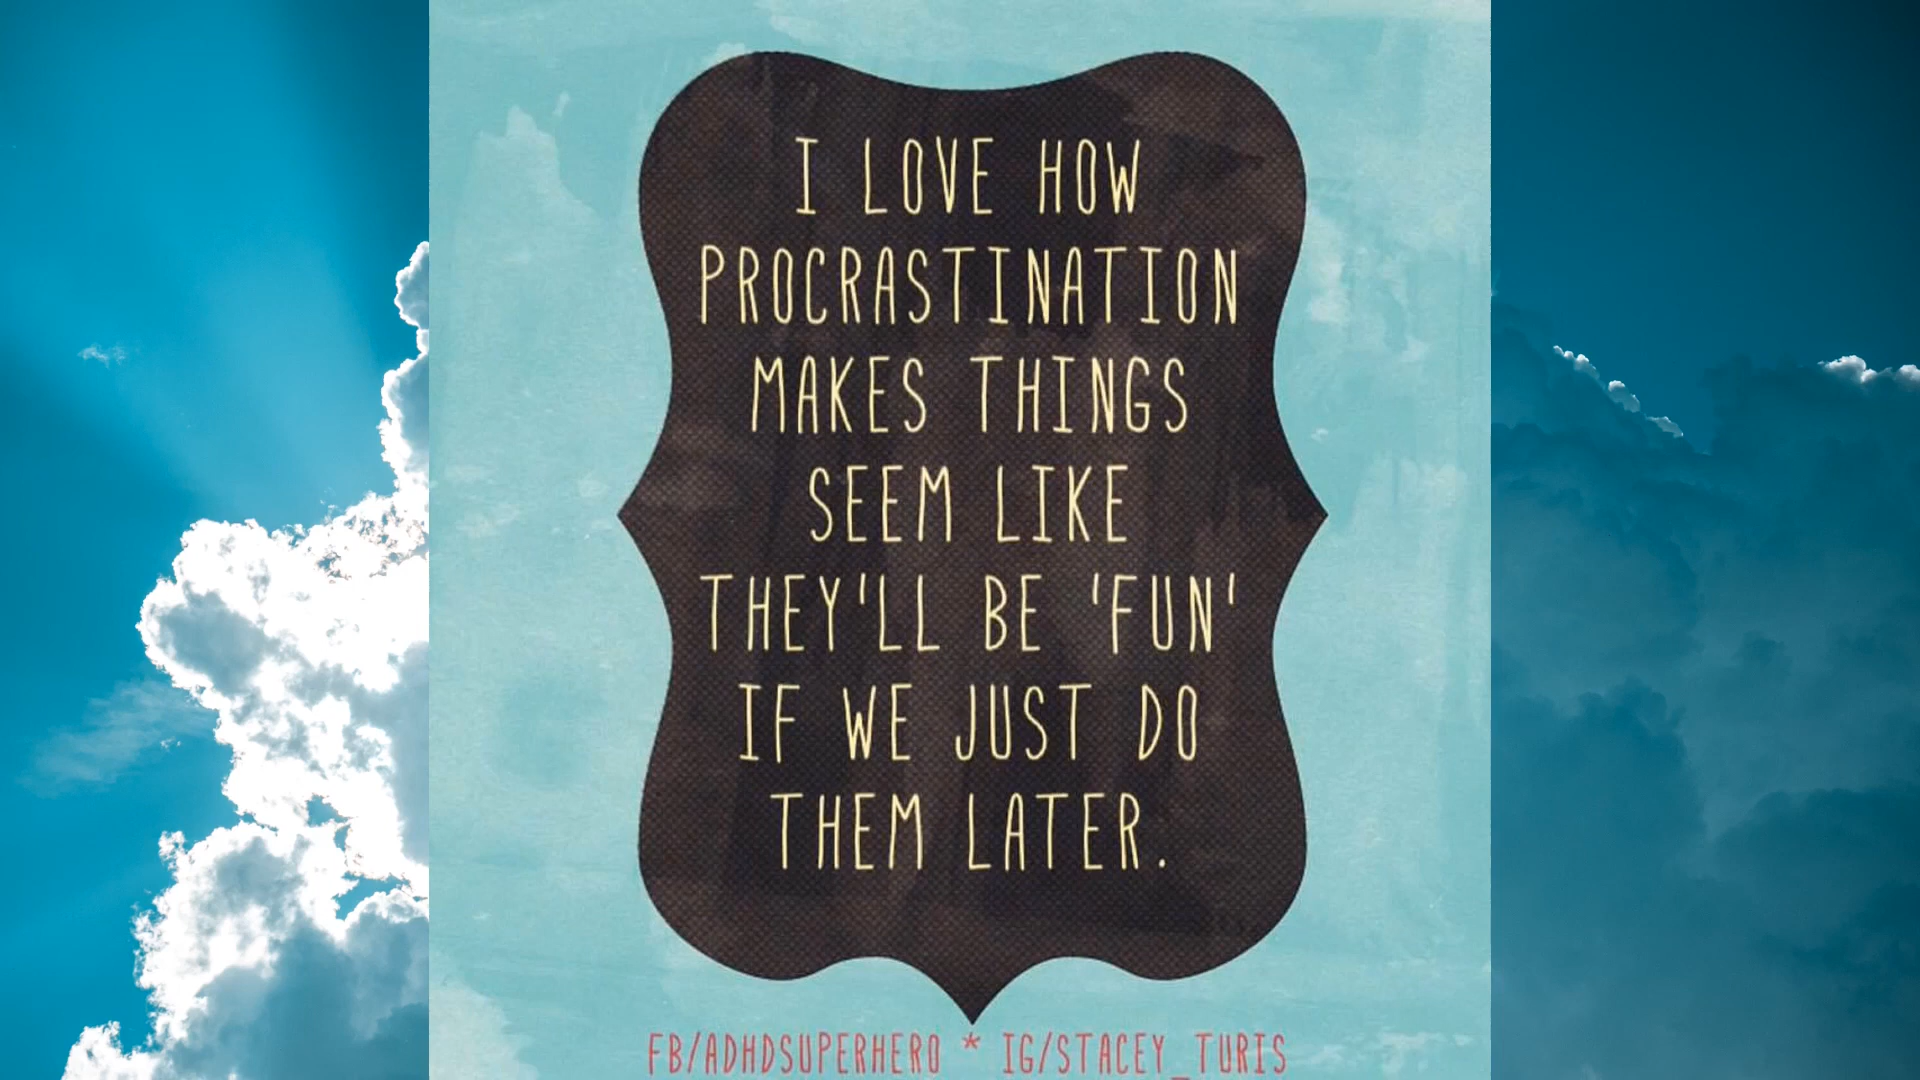 I LOVE HOW
PROCRASTINATION
MAKES THINGS
SEEM LIKE
THEY'LL BE 'FUN'
IF WE JUST DO
THEM LATER.
FB/ADHDSUPERHERO * IG/STACEY_TURIS